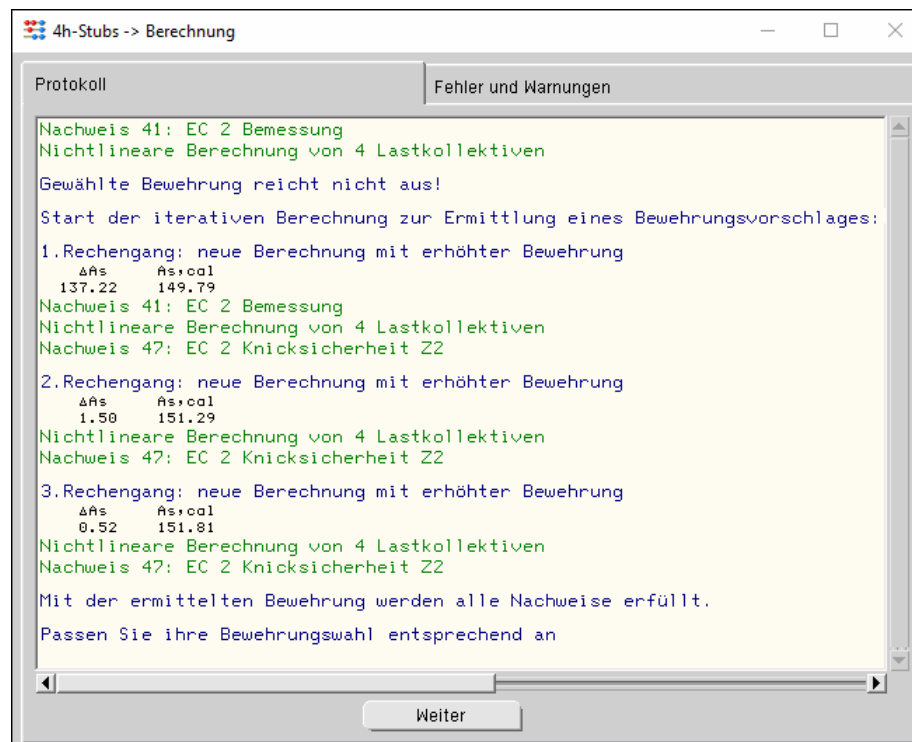 4h-Stubs -> Berechnung
Protokoll
Fehler und Warnungen
Nachweis 41: EC 2 Bemessung
Nichtlineare Berechnung von 4 Lastkollektiven
Gewählte Bewehrung reicht nicht aus!
Start der iterativen Berechnung zur Ermittlung eines Bewehrungsvorschlages:
1.Rechengang: neue Berechnung mit erhöhter Bewehrung
ΔAs As,cal
137.22 149.79
Nachweis 41: EC 2 Bemessung
Nichtlineare Berechnung von 4 Lastkollektiven
Nachweis 47: EC 2 Knicksicherheit Z2
2.Rechengang: neue Berechnung mit erhöhter Bewehrung
ΔAs As,cal
1.50 151.29
Nichtlineare Berechnung von 4 Lastkollektiven
Nachweis 47: EC 2 Knicksicherheit Z2
3.Rechengang: neue Berechnung mit erhöhter Bewehrung
ΔAs As,cal
0.52 151.81
Nichtlineare Berechnung von 4 Lastkollektiven
Nachweis 47: EC 2 Knicksicherheit Z2
Mit der ermittelten Bewehrung werden alle Nachweise erfüllt.
Passen Sie ihre Bewehrungswahl entsprechend an
Weiter